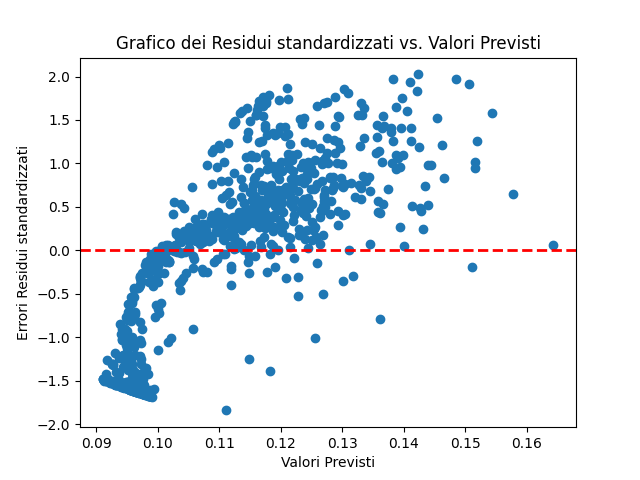 Grafico dei Residui standardizzati vs. Valori Previsti
Errori Residui standardizzati
2.0
1.5
1.0
0.5
0.0
−0.5
−1.0
−1.5
−2.0
0.09 0.10 0.11 0.12 0.13 0.14 0.15 0.16
Valori Previsti